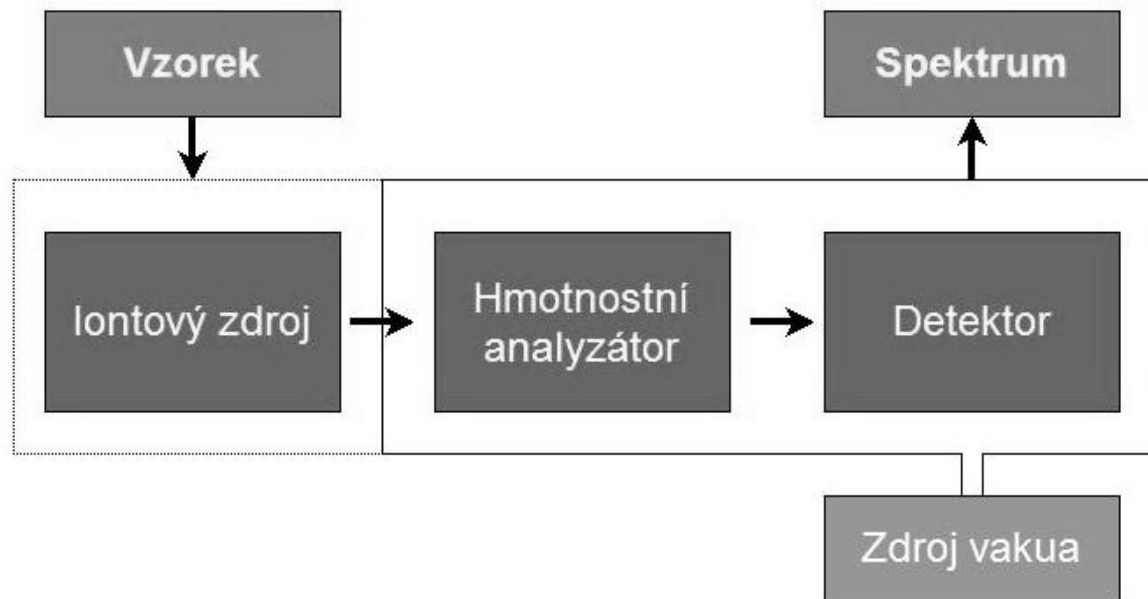 Vzorek
Spektrum
Iontový zdroj
Hmotnostní
analyzátor
Detektor
Zdroj vakua